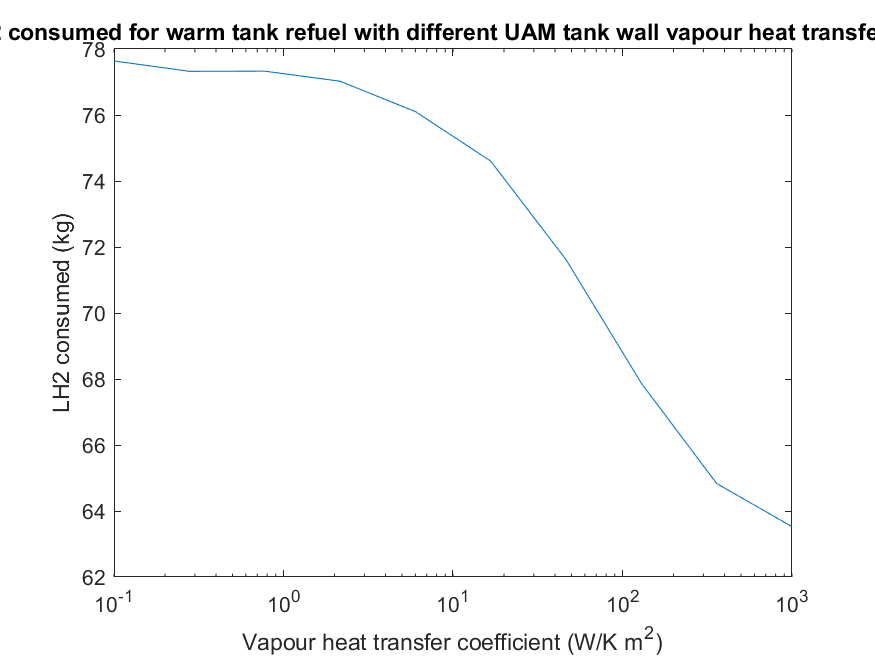 consumed for warm tank refuel with different UAM tank wall vapour heat
78
76
74
72
70
68
66
64
62
LH2 consumed (kg)
10^-1 10^0 10^1 10^2 10^3
Vapour heat transfer coefficient (W/K m^2)